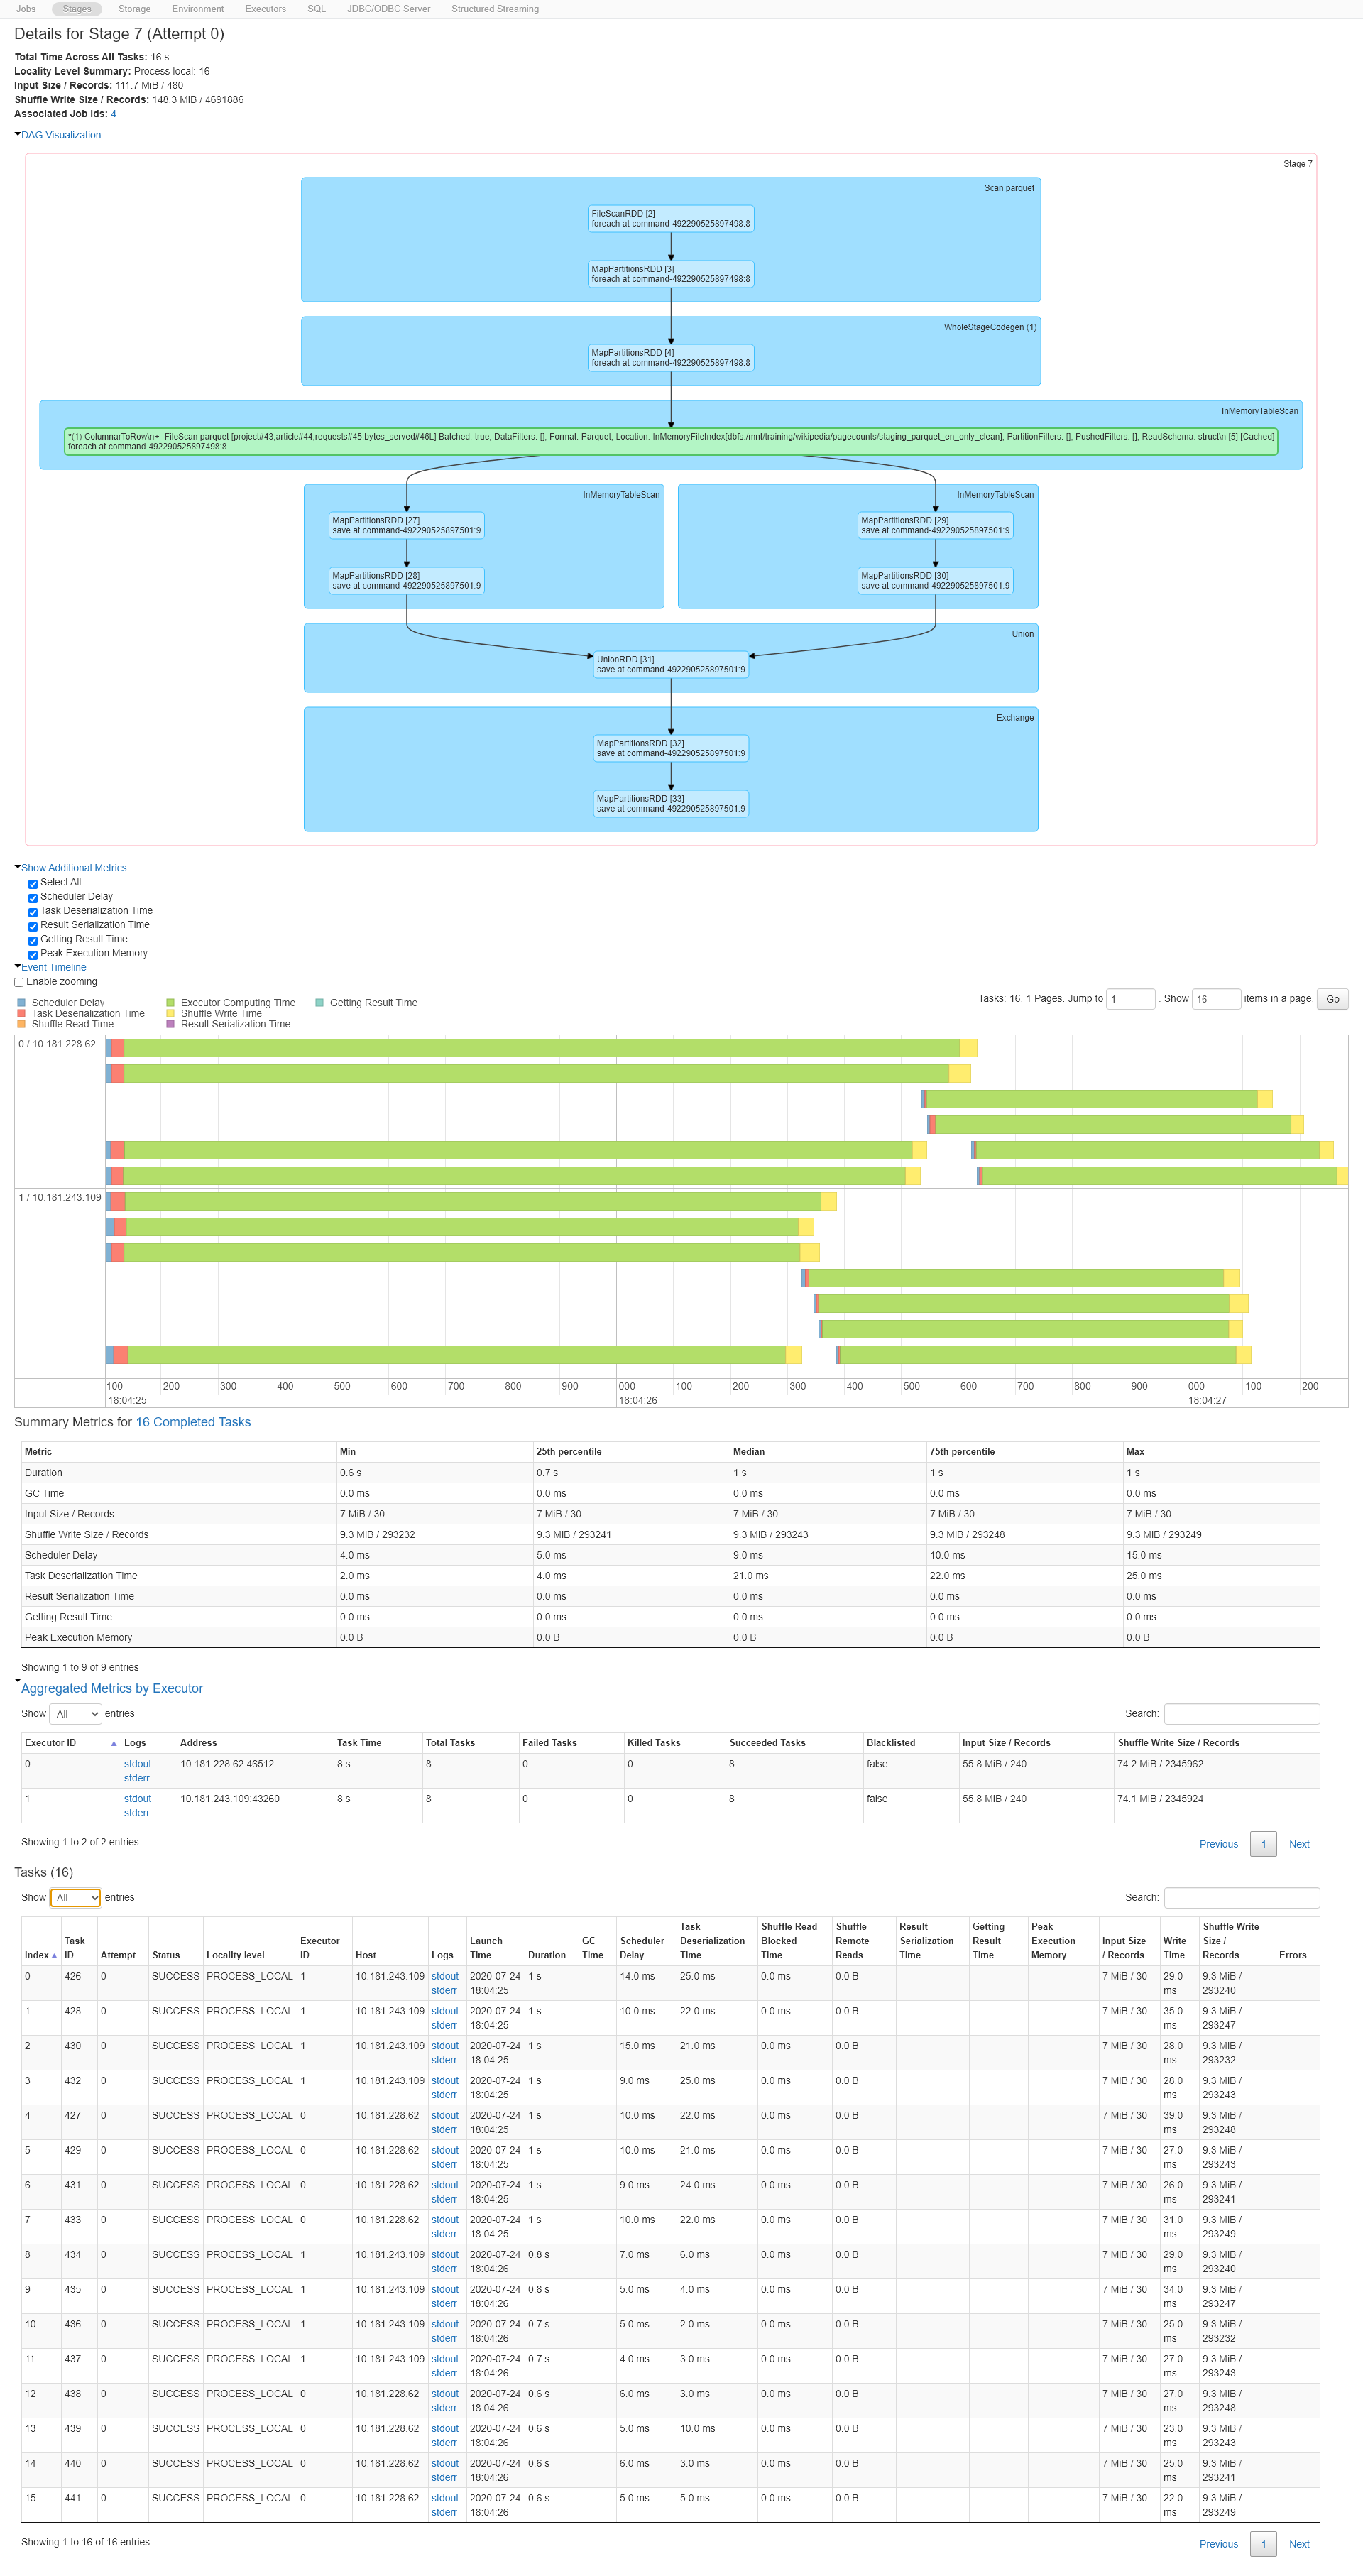 Jobs Stages Storage Environment Executors SQL JDBC/ODBC Server Structured Streaming
Details for Stage 7 (Attempt 0)
Total Time Across All Tasks: 16 s
Locality Level Summary: Process local: 16
Input Size / Records: 111.7 MiB / 480
Shuffle Write Size / Records: 148.3 MiB / 4691886
Associated Job Ids: 4
DAG Visualization
Stage 7
Scan parquet
FileScanRDD [2]
foreach at command-492290525897498:8
MapPartitionsRDD [3]
foreach at command-492290525897498:8
WholeStageCodegen (1)
MapPartitionsRDD [4]
foreach at command-492290525897498:8
InMemoryTableScan
*(1) ColumnarToRow\n+- FileScan parquet [project#43,article#44,requests#45,bytes_served#46L] Batched: true, DataFilters: [], Format: Parquet, Location: InMemoryFileIndex[dbfs:/mnt/training/wikipedia/pagecounts/staging_parquet_en_only_clean], PartitionFilters: [], PushedFilters: [], ReadSchema: struct\n [5] [Cached]
foreach at command-492290525897498:8
InMemoryTableScan InMemoryTableScan
MapPartitionsRDD [27] MapPartitionsRDD [29]
save at command-492290525897501:9 save at command-492290525897501:9
MapPartitionsRDD [28] MapPartitionsRDD [30]
save at command-492290525897501:9 save at command-492290525897501:9
Union
UnionRDD [31]
save at command-492290525897501:9
Exchange
MapPartitionsRDD [32]
save at command-492290525897501:9
MapPartitionsRDD [33]
save at command-492290525897501:9
Show Additional Metrics
Select All
Scheduler Delay
Task Deserialization Time
Result Serialization Time
Getting Result Time
Peak Execution Memory
Event Timeline
Enable zooming
Tasks: 16. 1 Pages. Jump to 1 . Show 16 items in a page. Go
Scheduler Delay Executor Computing Time Getting Result Time
Task Deserialization Time Shuffle Write Time
Shuffle Read Time Result Serialization Time
0 / 10.181.228.62
1 / 10.181.243.109
100 200 300 400 500 600 700 800 900 000 100 200 300 400 500 600 700 800 900 000 100 200
18:04:25 18:04:26 18:04:27
Summary Metrics for 16 Completed Tasks
Metric Min 25th percentile Median 75th percentile Max
Duration 0.6 s 0.7 s 1 s 1 s 1 s
GC Time 0.0 ms 0.0 ms 0.0 ms 0.0 ms 0.0 ms
Input Size / Records 7 MiB / 30 7 MiB / 30 7 MiB / 30 7 MiB / 30 7 MiB / 30
Shuffle Write Size / Records 9.3 MiB / 293232 9.3 MiB / 293241 9.3 MiB / 293243 9.3 MiB / 293248 9.3 MiB / 293249
Scheduler Delay 4.0 ms 5.0 ms 9.0 ms 10.0 ms 15.0 ms
Task Deserialization Time 2.0 ms 4.0 ms 21.0 ms 22.0 ms 25.0 ms
Result Serialization Time 0.0 ms 0.0 ms 0.0 ms 0.0 ms 0.0 ms
Getting Result Time 0.0 ms 0.0 ms 0.0 ms 0.0 ms 0.0 ms
Peak Execution Memory 0.0 B 0.0 B 0.0 B 0.0 B 0.0 B
Showing 1 to 9 of 9 entries
Aggregated Metrics by Executor
Show All entries Search:
Executor ID Logs Address Task Time Total Tasks Failed Tasks Killed Tasks Succeeded Tasks Blacklisted Input Size / Records Shuffle Write Size / Records
0 stdout 10.181.228.62:46512 8 s 8 0 0 8 false 55.8 MiB / 240 74.2 MiB / 2345962
stderr
1 stdout 10.181.243.109:43260 8 s 8 0 0 8 false 55.8 MiB / 240 74.1 MiB / 2345924
stderr
Showing 1 to 2 of 2 entries Previous 1 Next
Tasks (16)
Show All entries Search:
Task Shuffle Read Shuffle Result Getting Peak Shuffle Write
Task Executor Launch GC Scheduler Deserialization Blocked Remote Serialization Result Execution Input Size Write Size /
Index ID Attempt Status Locality level ID Host Logs Time Duration Time Delay Time Time Reads Time Time Memory / Records Time Records Errors
0 426 0 SUCCESS PROCESS_LOCAL 1 10.181.243.109 stdout 2020-07-24 1 s 14.0 ms 25.0 ms 0.0 ms 0.0 B 7 MiB / 30 29.0 9.3 MiB /
stderr 18:04:25 ms 293240
1 428 0 SUCCESS PROCESS_LOCAL 1 10.181.243.109 stdout 2020-07-24 1 s 10.0 ms 22.0 ms 0.0 ms 0.0 B 7 MiB / 30 35.0 9.3 MiB /
stderr 18:04:25 ms 293247
2 430 0 SUCCESS PROCESS_LOCAL 1 10.181.243.109 stdout 2020-07-24 1 s 15.0 ms 21.0 ms 0.0 ms 0.0 B 7 MiB / 30 28.0 9.3 MiB /
stderr 18:04:25 ms 293232
3 432 0 SUCCESS PROCESS_LOCAL 1 10.181.243.109 stdout 2020-07-24 1 s 9.0 ms 25.0 ms 0.0 ms 0.0 B 7 MiB / 30 28.0 9.3 MiB /
stderr 18:04:25 ms 293243
4 427 0 SUCCESS PROCESS_LOCAL 0 10.181.228.62 stdout 2020-07-24 1 s 10.0 ms 22.0 ms 0.0 ms 0.0 B 7 MiB / 30 39.0 9.3 MiB /
stderr 18:04:25 ms 293248
5 429 0 SUCCESS PROCESS_LOCAL 0 10.181.228.62 stdout 2020-07-24 1 s 10.0 ms 21.0 ms 0.0 ms 0.0 B 7 MiB / 30 27.0 9.3 MiB /
stderr 18:04:25 ms 293243
6 431 0 SUCCESS PROCESS_LOCAL 0 10.181.228.62 stdout 2020-07-24 1 s 9.0 ms 24.0 ms 0.0 ms 0.0 B 7 MiB / 30 26.0 9.3 MiB /
stderr 18:04:25 ms 293241
7 433 0 SUCCESS PROCESS_LOCAL 0 10.181.228.62 stdout 2020-07-24 1 s 10.0 ms 22.0 ms 0.0 ms 0.0 B 7 MiB / 30 31.0 9.3 MiB /
stderr 18:04:25 ms 293249
8 434 0 SUCCESS PROCESS_LOCAL 1 10.181.243.109 stdout 2020-07-24 0.8 s 7.0 ms 6.0 ms 0.0 ms 0.0 B 7 MiB / 30 29.0 9.3 MiB /
stderr 18:04:26 ms 293240
9 435 0 SUCCESS PROCESS_LOCAL 1 10.181.243.109 stdout 2020-07-24 0.8 s 5.0 ms 4.0 ms 0.0 ms 0.0 B 7 MiB / 30 34.0 9.3 MiB /
stderr 18:04:26 ms 293247
10 436 0 SUCCESS PROCESS_LOCAL 1 10.181.243.109 stdout 2020-07-24 0.7 s 5.0 ms 2.0 ms 0.0 ms 0.0 B 7 MiB / 30 25.0 9.3 MiB /
stderr 18:04:26 ms 293232
11 437 0 SUCCESS PROCESS_LOCAL 1 10.181.243.109 stdout 2020-07-24 0.7 s 4.0 ms 3.0 ms 0.0 ms 0.0 B 7 MiB / 30 27.0 9.3 MiB /
stderr 18:04:26 ms 293243
12 438 0 SUCCESS PROCESS_LOCAL 0 10.181.228.62 stdout 2020-07-24 0.6 s 6.0 ms 3.0 ms 0.0 ms 0.0 B 7 MiB / 30 27.0 9.3 MiB /
stderr 18:04:26 ms 293248
13 439 0 SUCCESS PROCESS_LOCAL 0 10.181.228.62 stdout 2020-07-24 0.6 s 5.0 ms 10.0 ms 0.0 ms 0.0 B 7 MiB / 30 23.0 9.3 MiB /
stderr 18:04:26 ms 293243
14 440 0 SUCCESS PROCESS_LOCAL 0 10.181.228.62 stdout 2020-07-24 0.6 s 6.0 ms 3.0 ms 0.0 ms 0.0 B 7 MiB / 30 25.0 9.3 MiB /
stderr 18:04:26 ms 293241
15 441 0 SUCCESS PROCESS_LOCAL 0 10.181.228.62 stdout 2020-07-24 0.6 s 5.0 ms 5.0 ms 0.0 ms 0.0 B 7 MiB / 30 22.0 9.3 MiB /
stderr 18:04:26 ms 293249
Showing 1 to 16 of 16 entries Previous 1 Next